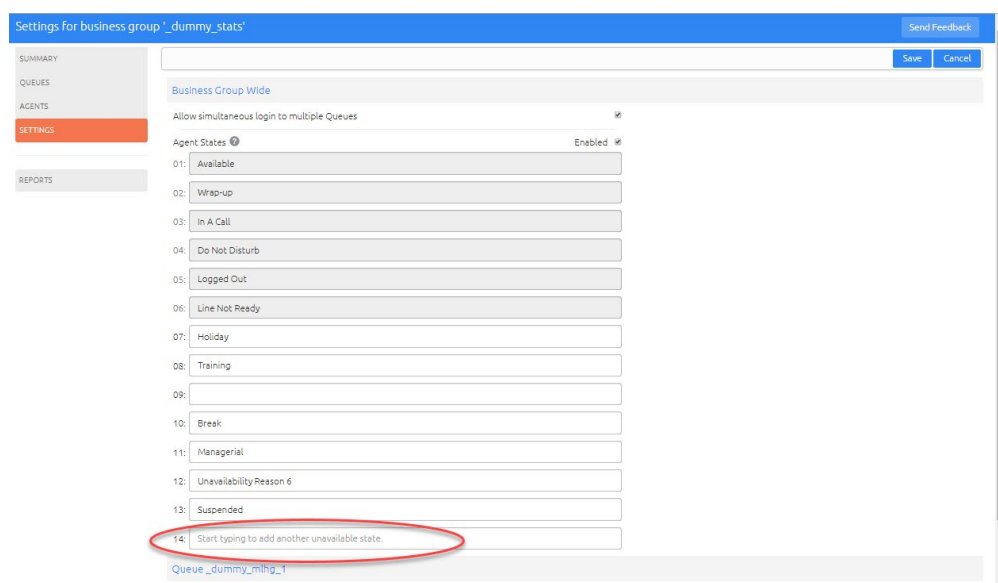 Settings for business group '_dummy_stats'
Send Feedback
SUMMARY
QUEUES
AGENTS
SETTINGS
REPORTS
Save Cancel
Business Group Wide
Allow simultaneous login to multiple Queues
Agent States ? Enabled
01: Available
02: Wrap-up
03: In A Call
04: Do Not Disturb
05: Logged Out
06: Line Not Ready
07: Holiday
08: Training
09:
10: Break
11: Managerial
12: Unavailability Reason 6
13: Suspended
14: Start typing to add another unavailable state.
Queue _dummy_mlhg_1